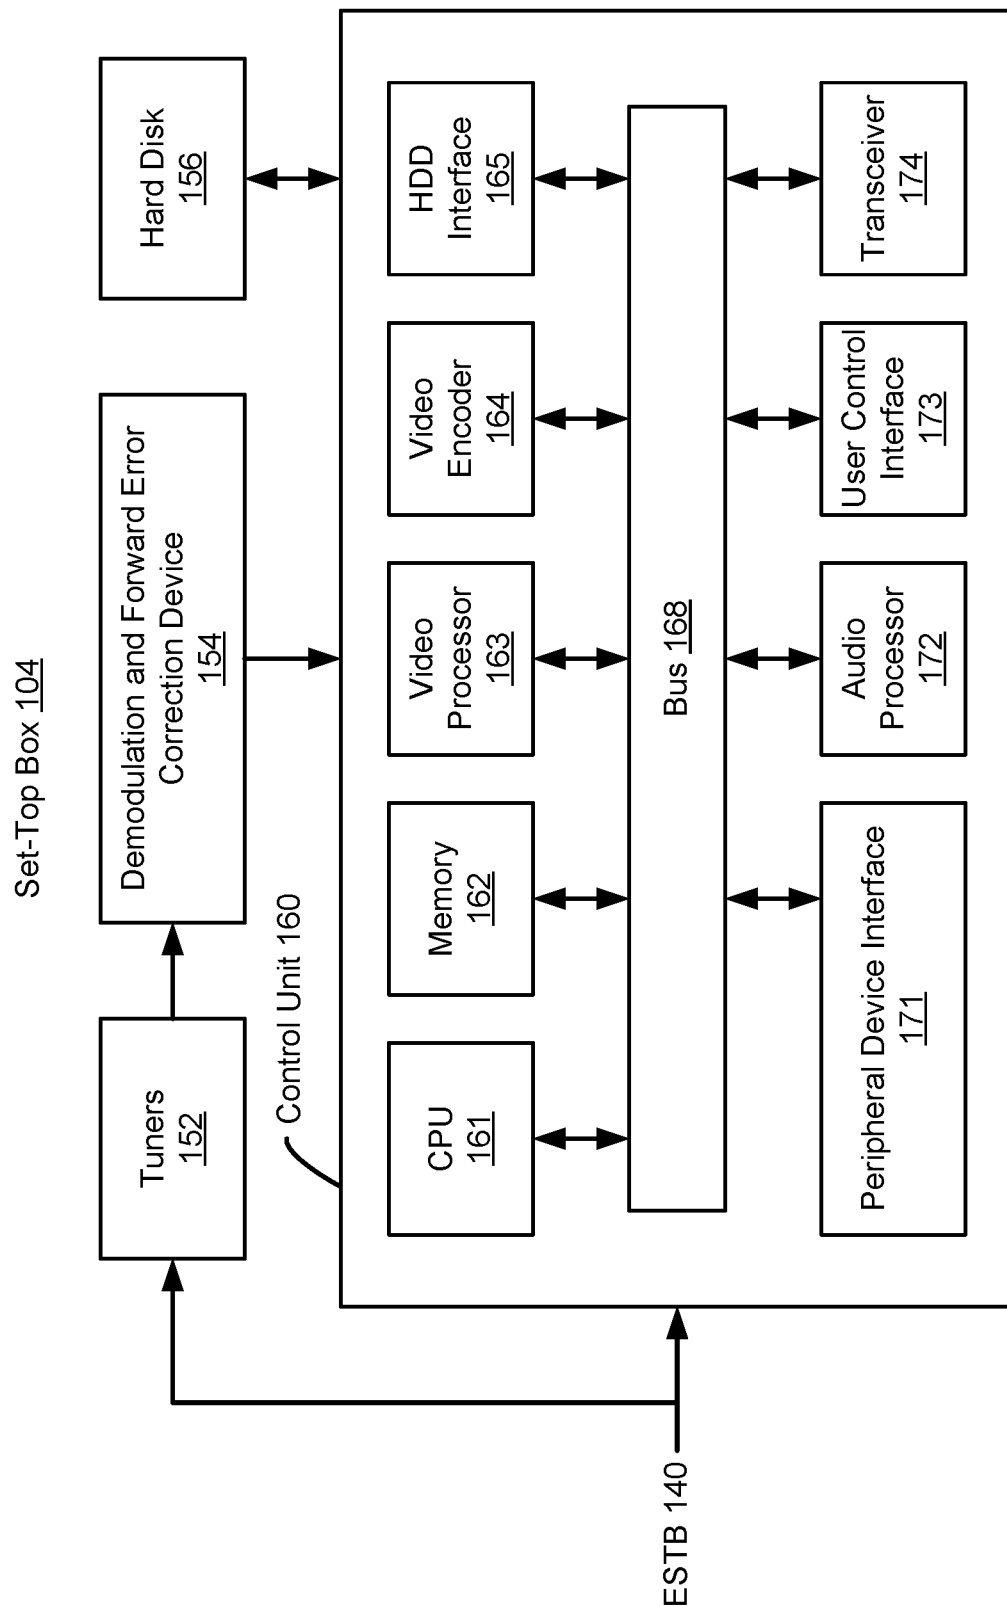 Set-Top Box 104
Tuners
152
Demodulation and Forward Error
Correction Device
154
Hard Disk
156
Control Unit 160
CPU
161
Memory
162
Video
Processor
163
Video
Encoder
164
HDD
Interface
165
Bus 168
Peripheral Device Interface
171
Audio
Processor
172
User Control
Interface
173
Transceiver
174
ESTB 140